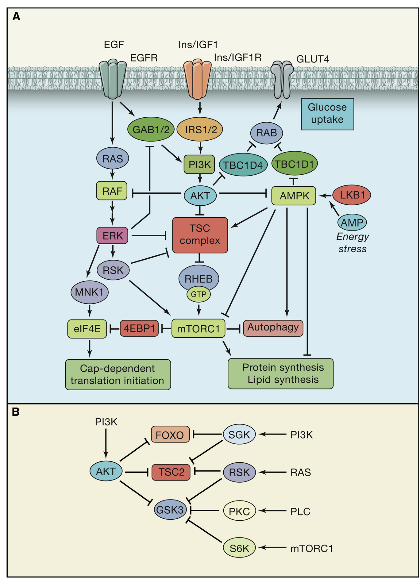 A
EGF
EGFR
Ins/IGF1
Ins/IGF1R
GLUT4
Glucose
uptake
GAB1/2
IRS1/2
RAB
RAS
PI3K
TBC1D4
TBC1D1
RAF
AKT
AMPK
LKB1
AMP
Energy
stress
ERK
TSC
complex
RSK
RHEB
GTP
MNK1
eIF4E
4EBP1
mTORC1
Autophagy
Cap-dependent
translation initiation
Protein synthesis
Lipid synthesis
B
PI3K
FOXO
SGK
PI3K
AKT
TSC2
RSK
RAS
GSK3
PKC
PLC
S6K
mTORC1